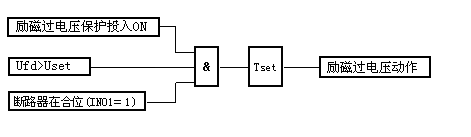 励磁过电压保护投入ON
Ufd>Uset
&
Tset
励磁过电压动作
断路器在合位(IN01=1)